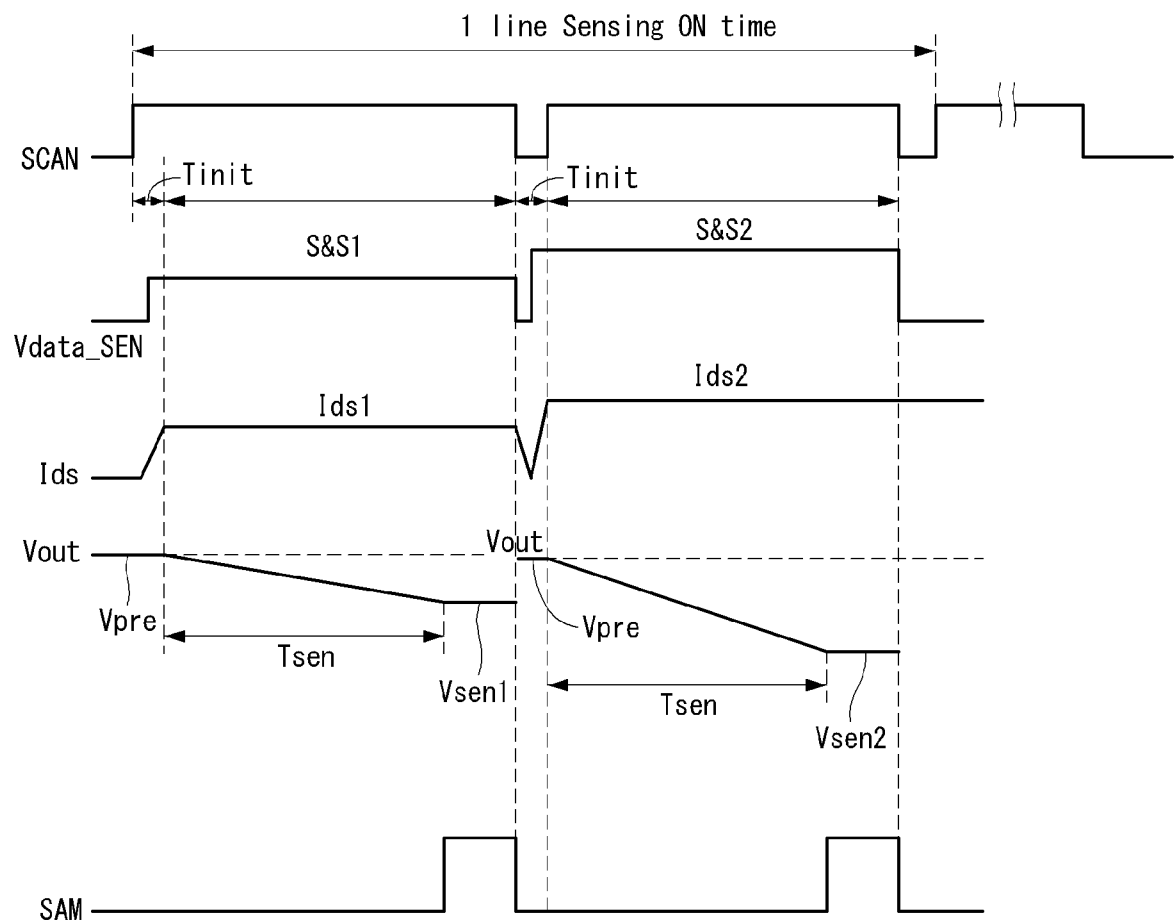 1 line Sensing ON time
SCAN
Tinit
Tinit
S&S1
S&S2
Vdata_SEN
Ids1
Ids2
Ids
Vout
Vout
Vpre
Vpre
Tsen
Vsen1
Tsen
Vsen2
SAM